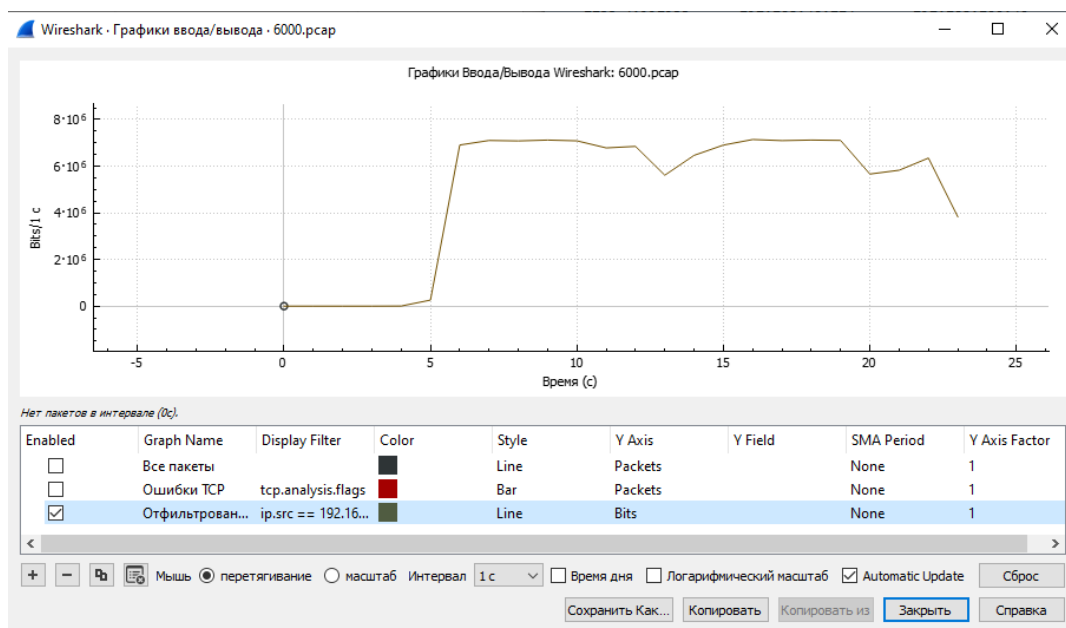 Wireshark · Графики ввода/вывода · 6000.pcap
Графики Ввода/Вывода Wireshark: 6000.pcap
8·10⁶
6·10⁶
4·10⁶
2·10⁶
0
Bits/1 с
-5 0 5 10 15 20 25
Время (с)
Нет пакетов в интервале (0с).
Enabled Graph Name Display Filter Color Style Y Axis Y Field SMA Period Y Axis Factor
Все пакеты Line Packets None 1
Ошибки TCP tcp.analysis.flags Bar Packets None 1
Отфильтрован... ip.src == 192.16... Line Bits None 1
Мышь перетягивание масштаб Интервал 1 с Время дня Логарифмический масштаб Automatic Update Сброс
Сохранить Как... Копировать Копировать из Закрыть Справка